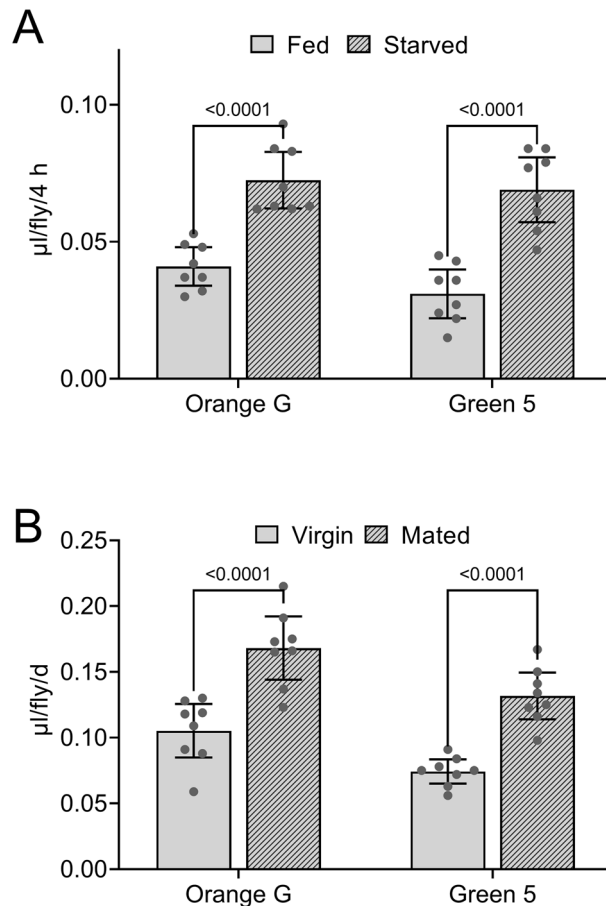 A
Fed Starved
<0.0001 <0.0001
0.10
0.05
0.00
µl/fly/4 h
Orange G Green 5
B
Virgin Mated
0.25
<0.0001 <0.0001
0.20
0.15
0.10
0.05
0.00
µl/fly/d
Orange G Green 5